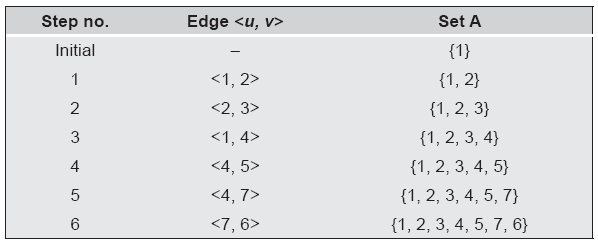 Step no. Edge <u, v> Set A
Initial – {1}
1 <1, 2> {1, 2}
2 <2, 3> {1, 2, 3}
3 <1, 4> {1, 2, 3, 4}
4 <4, 5> {1, 2, 3, 4, 5}
5 <4, 7> {1, 2, 3, 4, 5, 7}
6 <7, 6> {1, 2, 3, 4, 5, 7, 6}